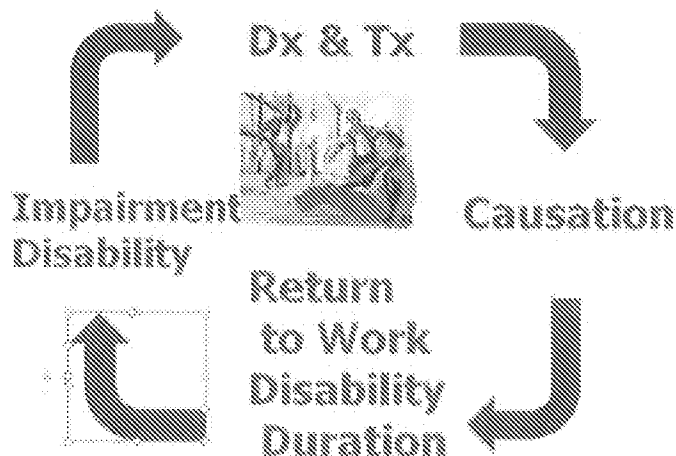 Dx & Tx
Impairment
Disability
Causation
Return
to Work
Disability
Duration